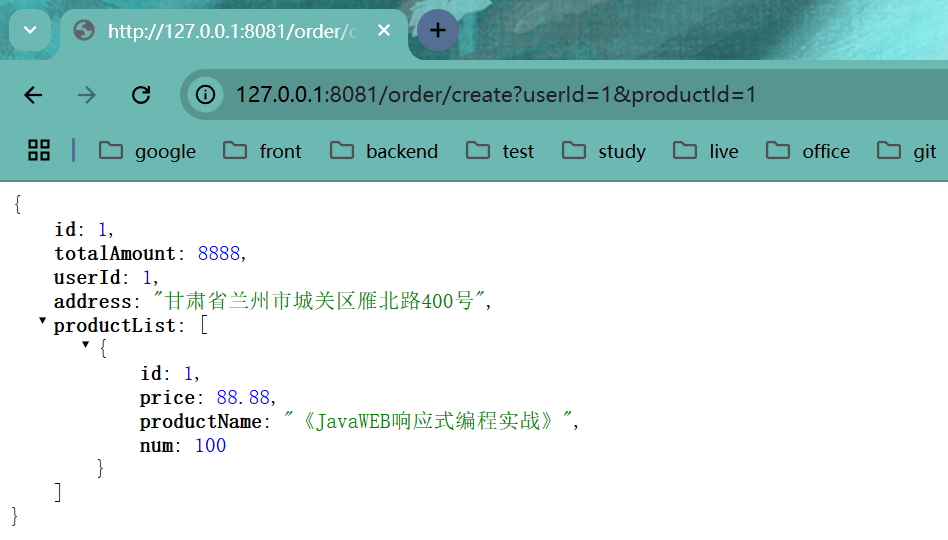 http://127.0.0.1:8081/order/c
127.0.0.1:8081/order/create?userId=1&productId=1
google front backend test study live office git
{
id: 1,
totalAmount: 8888,
userId: 1,
address: "甘肃省兰州市城关区雁北路400号",
productList: [
{
id: 1,
price: 88.88,
productName: "《JavaWEB响应式编程实战》",
num: 100
}
]
}